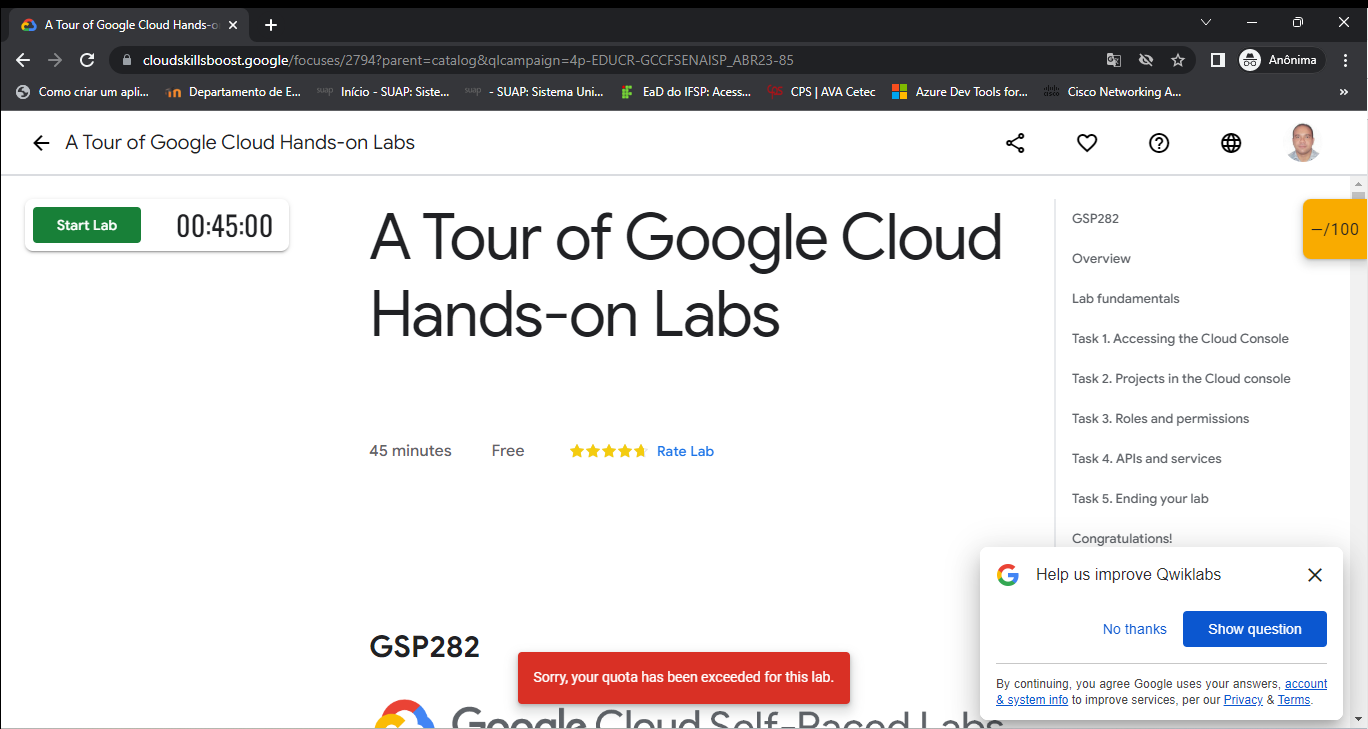 A Tour of Google Cloud Hands-o
cloudskillsboost.google/focuses/2794?parent=catalog&qlcampaign=4p-EDUCR-GCCFSENAISP_ABR23-85
Anônima
Como criar um apli...
Departamento de E...
suap
Início - SUAP: Siste...
suap
- SUAP: Sistema Uni...
EaD do IFSP: Acess...
CPS | AVA Cetec
Azure Dev Tools for...
Cisco Networking A...
A Tour of Google Cloud Hands-on Labs
Start Lab
00:45:00
A Tour of Google Cloud
Hands-on Labs
45 minutes
Free
Rate Lab
GSP282
Google Cloud Self-Paced Labs
Sorry, your quota has been exceeded for this lab.
GSP282
Overview
Lab fundamentals
Task 1. Accessing the Cloud Console
Task 2. Projects in the Cloud console
Task 3. Roles and permissions
Task 4. APIs and services
Task 5. Ending your lab
Congratulations!
–/100
Help us improve Qwiklabs
No thanks
Show question
By continuing, you agree Google uses your answers, account
& system info to improve services, per our Privacy & Terms.